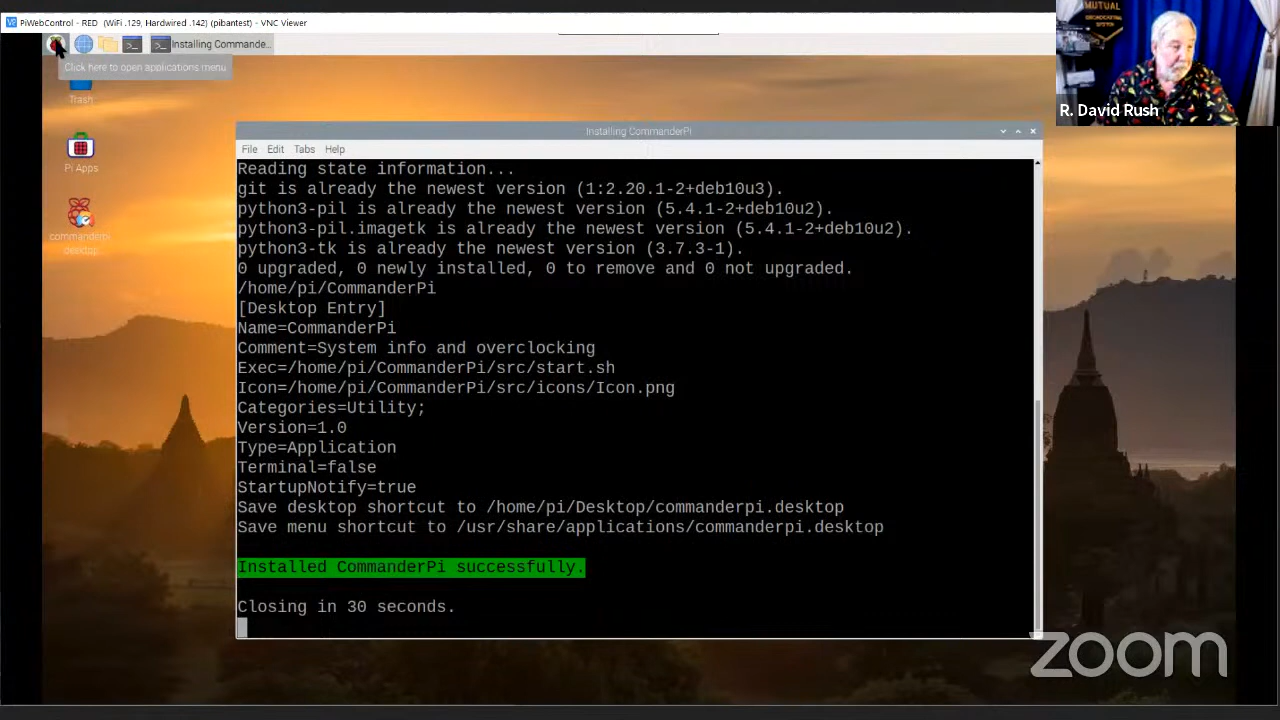 PiWebControl - RED (WiFi .129, Hardwired .142) (pibantest) - VNC Viewer
Installing Commande...
Click here to open applications menu
MUTUAL
BROADCASTING
SYSTEM
R. David Rush
Trash
Pi Apps
commanderpi.
desktop
Installing CommanderPi
File Edit Tabs Help
Reading state information...
git is already the newest version (1:2.20.1-2+deb10u3).
python3-pil is already the newest version (5.4.1-2+deb10u2).
python3-pil.imagetk is already the newest version (5.4.1-2+deb10u2).
python3-tk is already the newest version (3.7.3-1).
0 upgraded, 0 newly installed, 0 to remove and 0 not upgraded.
/home/pi/CommanderPi
[Desktop Entry]
Name=CommanderPi
Comment=System info and overclocking
Exec=/home/pi/CommanderPi/src/start.sh
Icon=/home/pi/CommanderPi/src/icons/Icon.png
Categories=Utility;
Version=1.0
Type=Application
Terminal=false
StartupNotify=true
Save desktop shortcut to /home/pi/Desktop/commanderpi.desktop
Save menu shortcut to /usr/share/applications/commanderpi.desktop
Installed CommanderPi successfully.
Closing in 30 seconds.
zoom